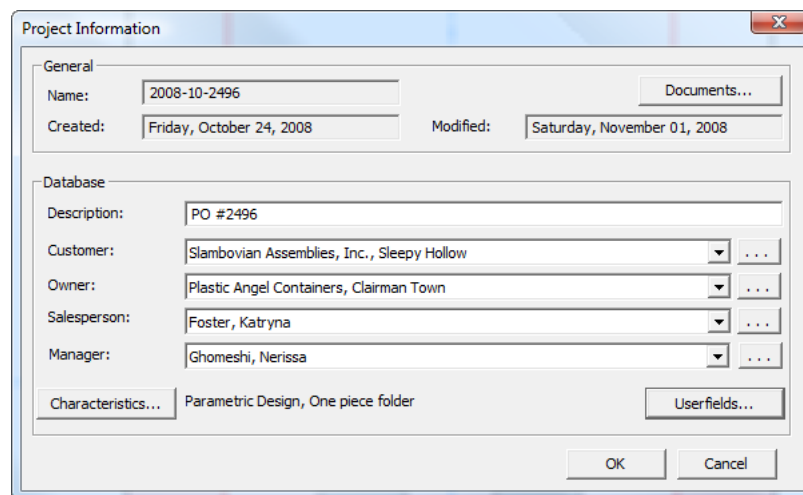 Project Information
General
Name: 2008-10-2496 Documents...
Created: Friday, October 24, 2008 Modified: Saturday, November 01, 2008
Database
Description: PO #2496
Customer: Slambovian Assemblies, Inc., Sleepy Hollow ...
Owner: Plastic Angel Containers, Clairman Town ...
Salesperson: Foster, Katryna ...
Manager: Ghomeshi, Nerissa ...
Characteristics... Parametric Design, One piece folder Userfields...
OK Cancel